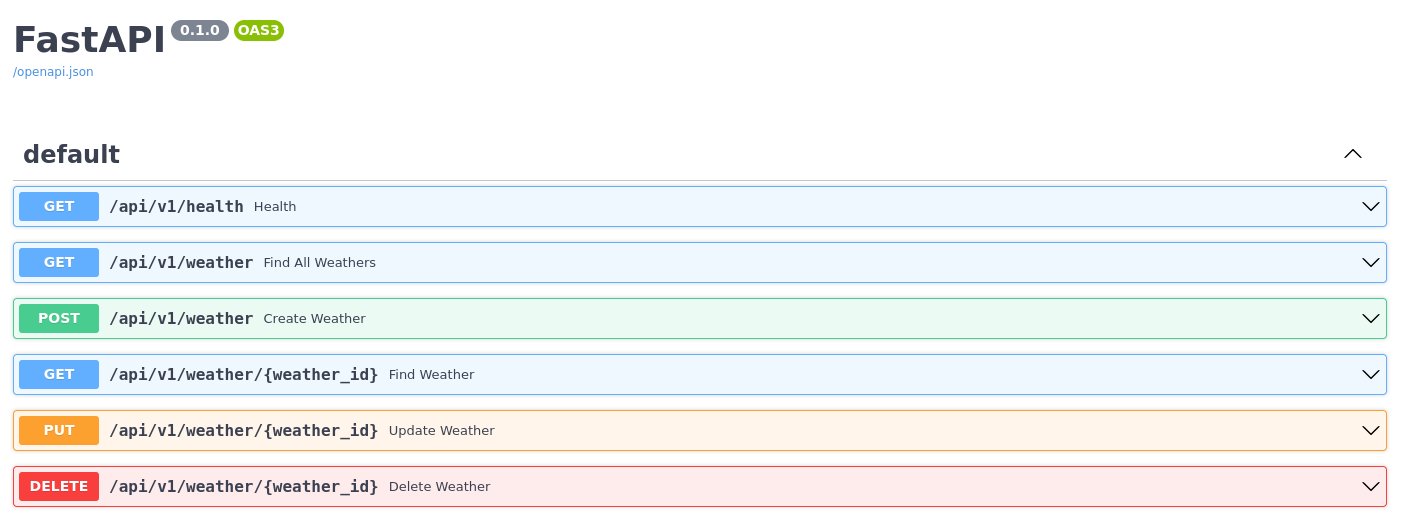 FastAPI 0.1.0 OAS3
/openapi.json
default
GET /api/v1/health Health
GET /api/v1/weather Find All Weathers
POST /api/v1/weather Create Weather
GET /api/v1/weather/{weather_id} Find Weather
PUT /api/v1/weather/{weather_id} Update Weather
DELETE /api/v1/weather/{weather_id} Delete Weather